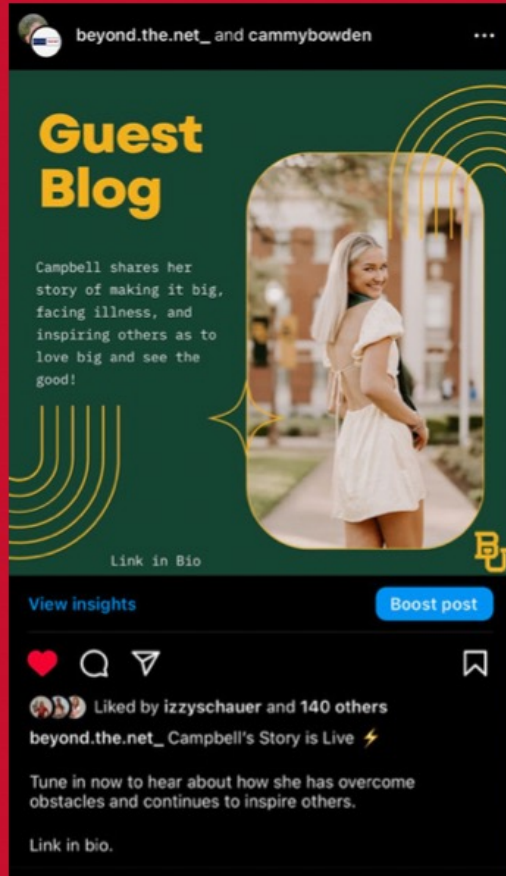 beyond.the.net_ and cammybowden
Guest
Blog
Campbell shares her
story of making it big,
facing illness, and
inspiring others as to
love big and see the
good!
Link in Bio
BU
View insights
Boost post
Liked by izzyschauer and 140 others
beyond.the.net_ Campbell's Story is Live ⚡
Tune in now to hear about how she has overcome
obstacles and continues to inspire others.
Link in bio.